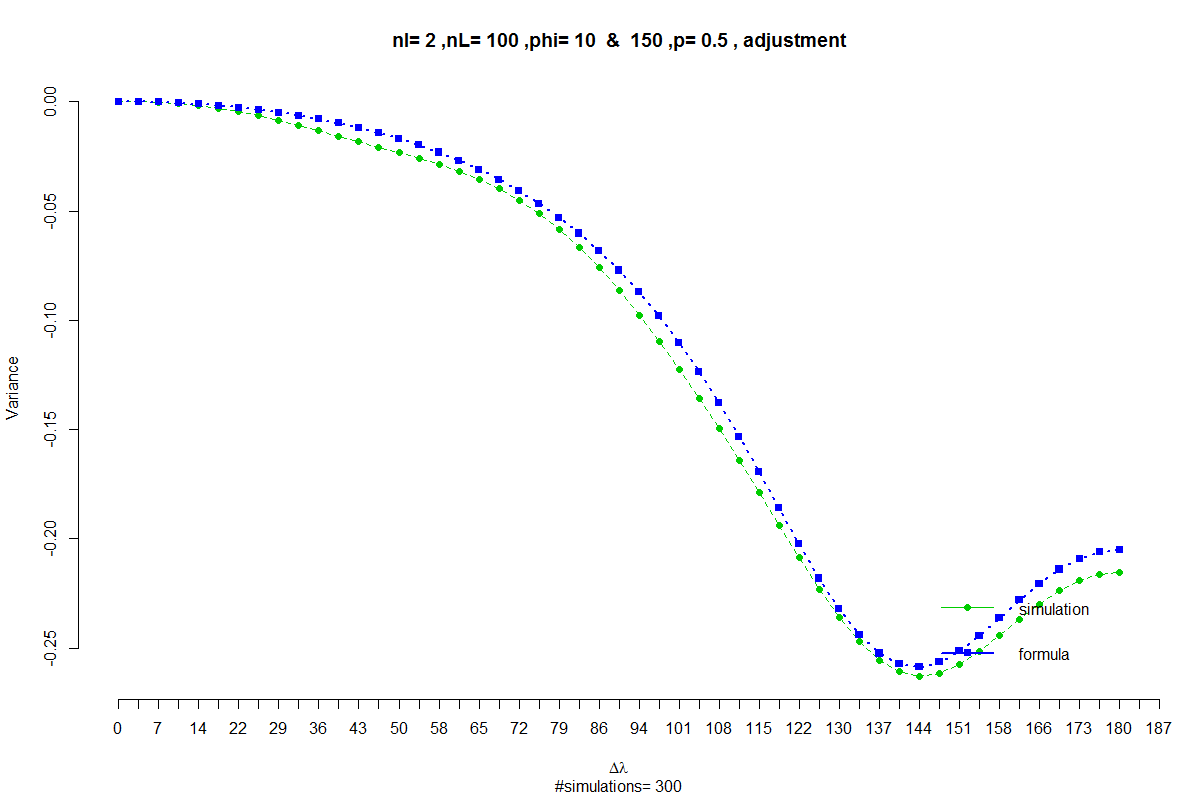 nl= 2 ,nL= 100 ,phi= 10 & 150 ,p= 0.5 , adjustment
0.00
-0.05
-0.10
-0.15
-0.20
-0.25
Variance
simulation
formula
0 7 14 22 29 36 43 50 58 65 72 79 86 94 101 108 115 122 130 137 144 151 158 166 173 180 187
Δλ
#simulations= 300